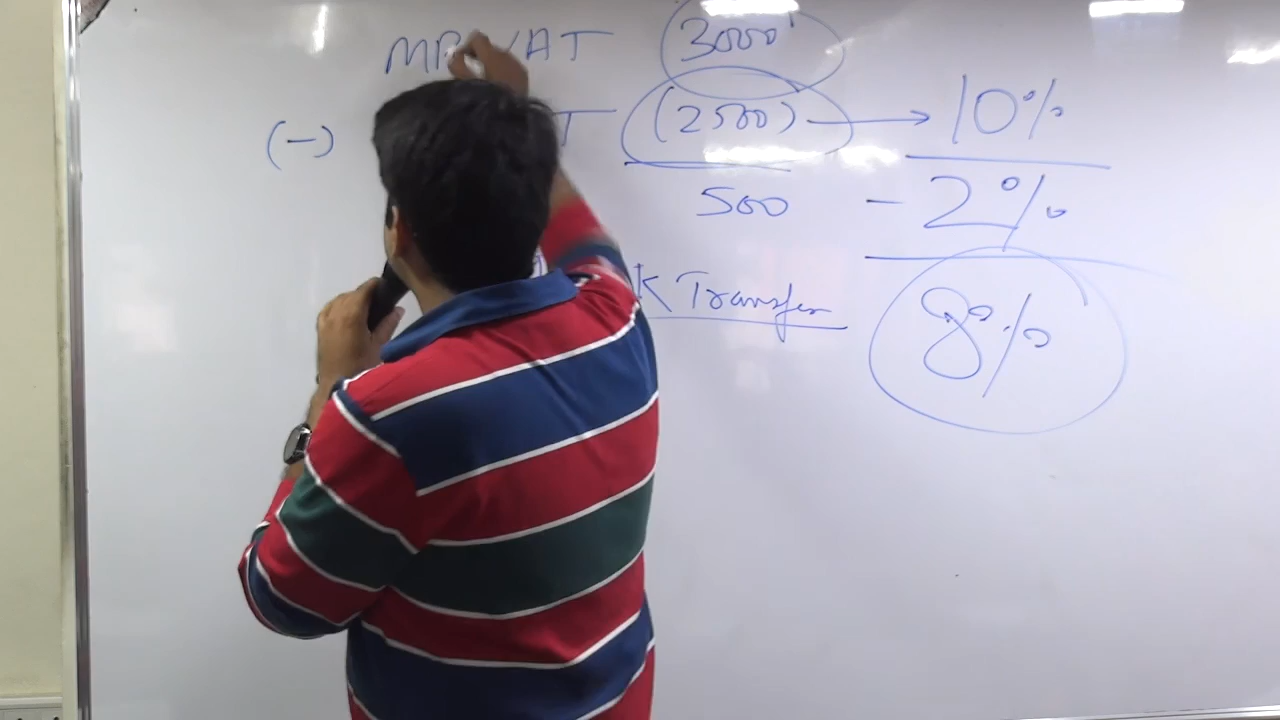 MP VAT 3000
(-) T (2500) → 10%
500 - 2%
K Transfer
8%